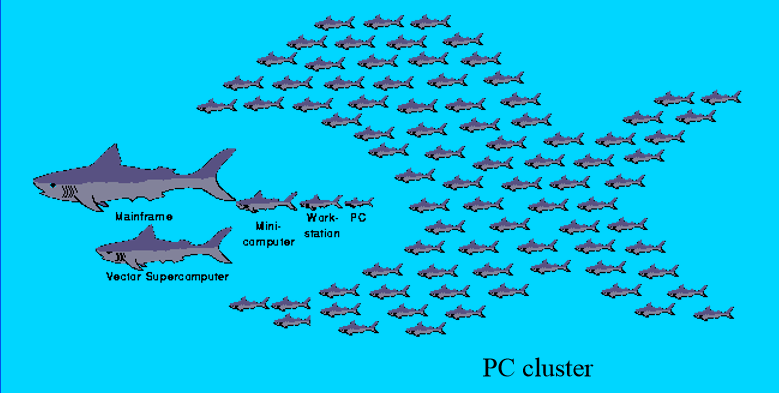 Mainframe
Mini-
computer
Work-
station
PC
Vector Supercomputer
PC cluster